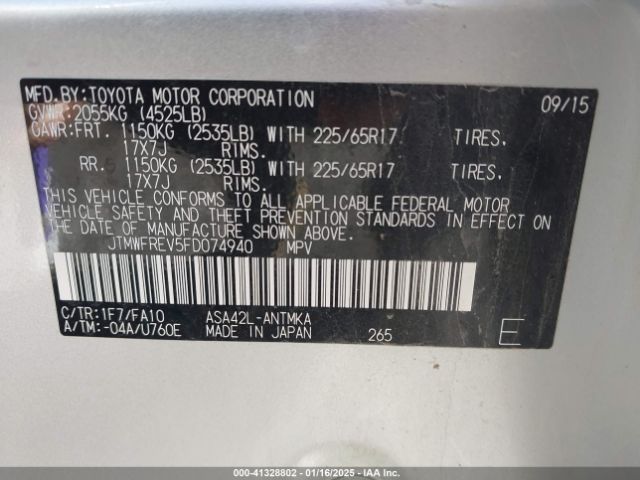 MFD.BY:TOYOTA MOTOR CORPORATION 09/15
GVWR:2055KG (4525LB)
GAWR:FRT. 1150KG (2535LB) WITH 225/65R17 TIRES,
17X7J RIMS.
RR. 1150KG (2535LB) WITH 225/65R17 TIRES,
17X7J RIMS.
THIS VEHICLE CONFORMS TO ALL APPLICABLE FEDERAL MOTOR
VEHICLE SAFETY AND THEFT PREVENTION STANDARDS IN EFFECT ON
THE DATE OF MANUFACTURE SHOWN ABOVE.
JTMWFREV5FD074940 MPV
C/TR:1F7/FA10 ASA42L-ANTMKA
A/TM:-04A/U760E MADE IN JAPAN 265 E
000-41328802 - 01/16/2025 - IAA Inc.